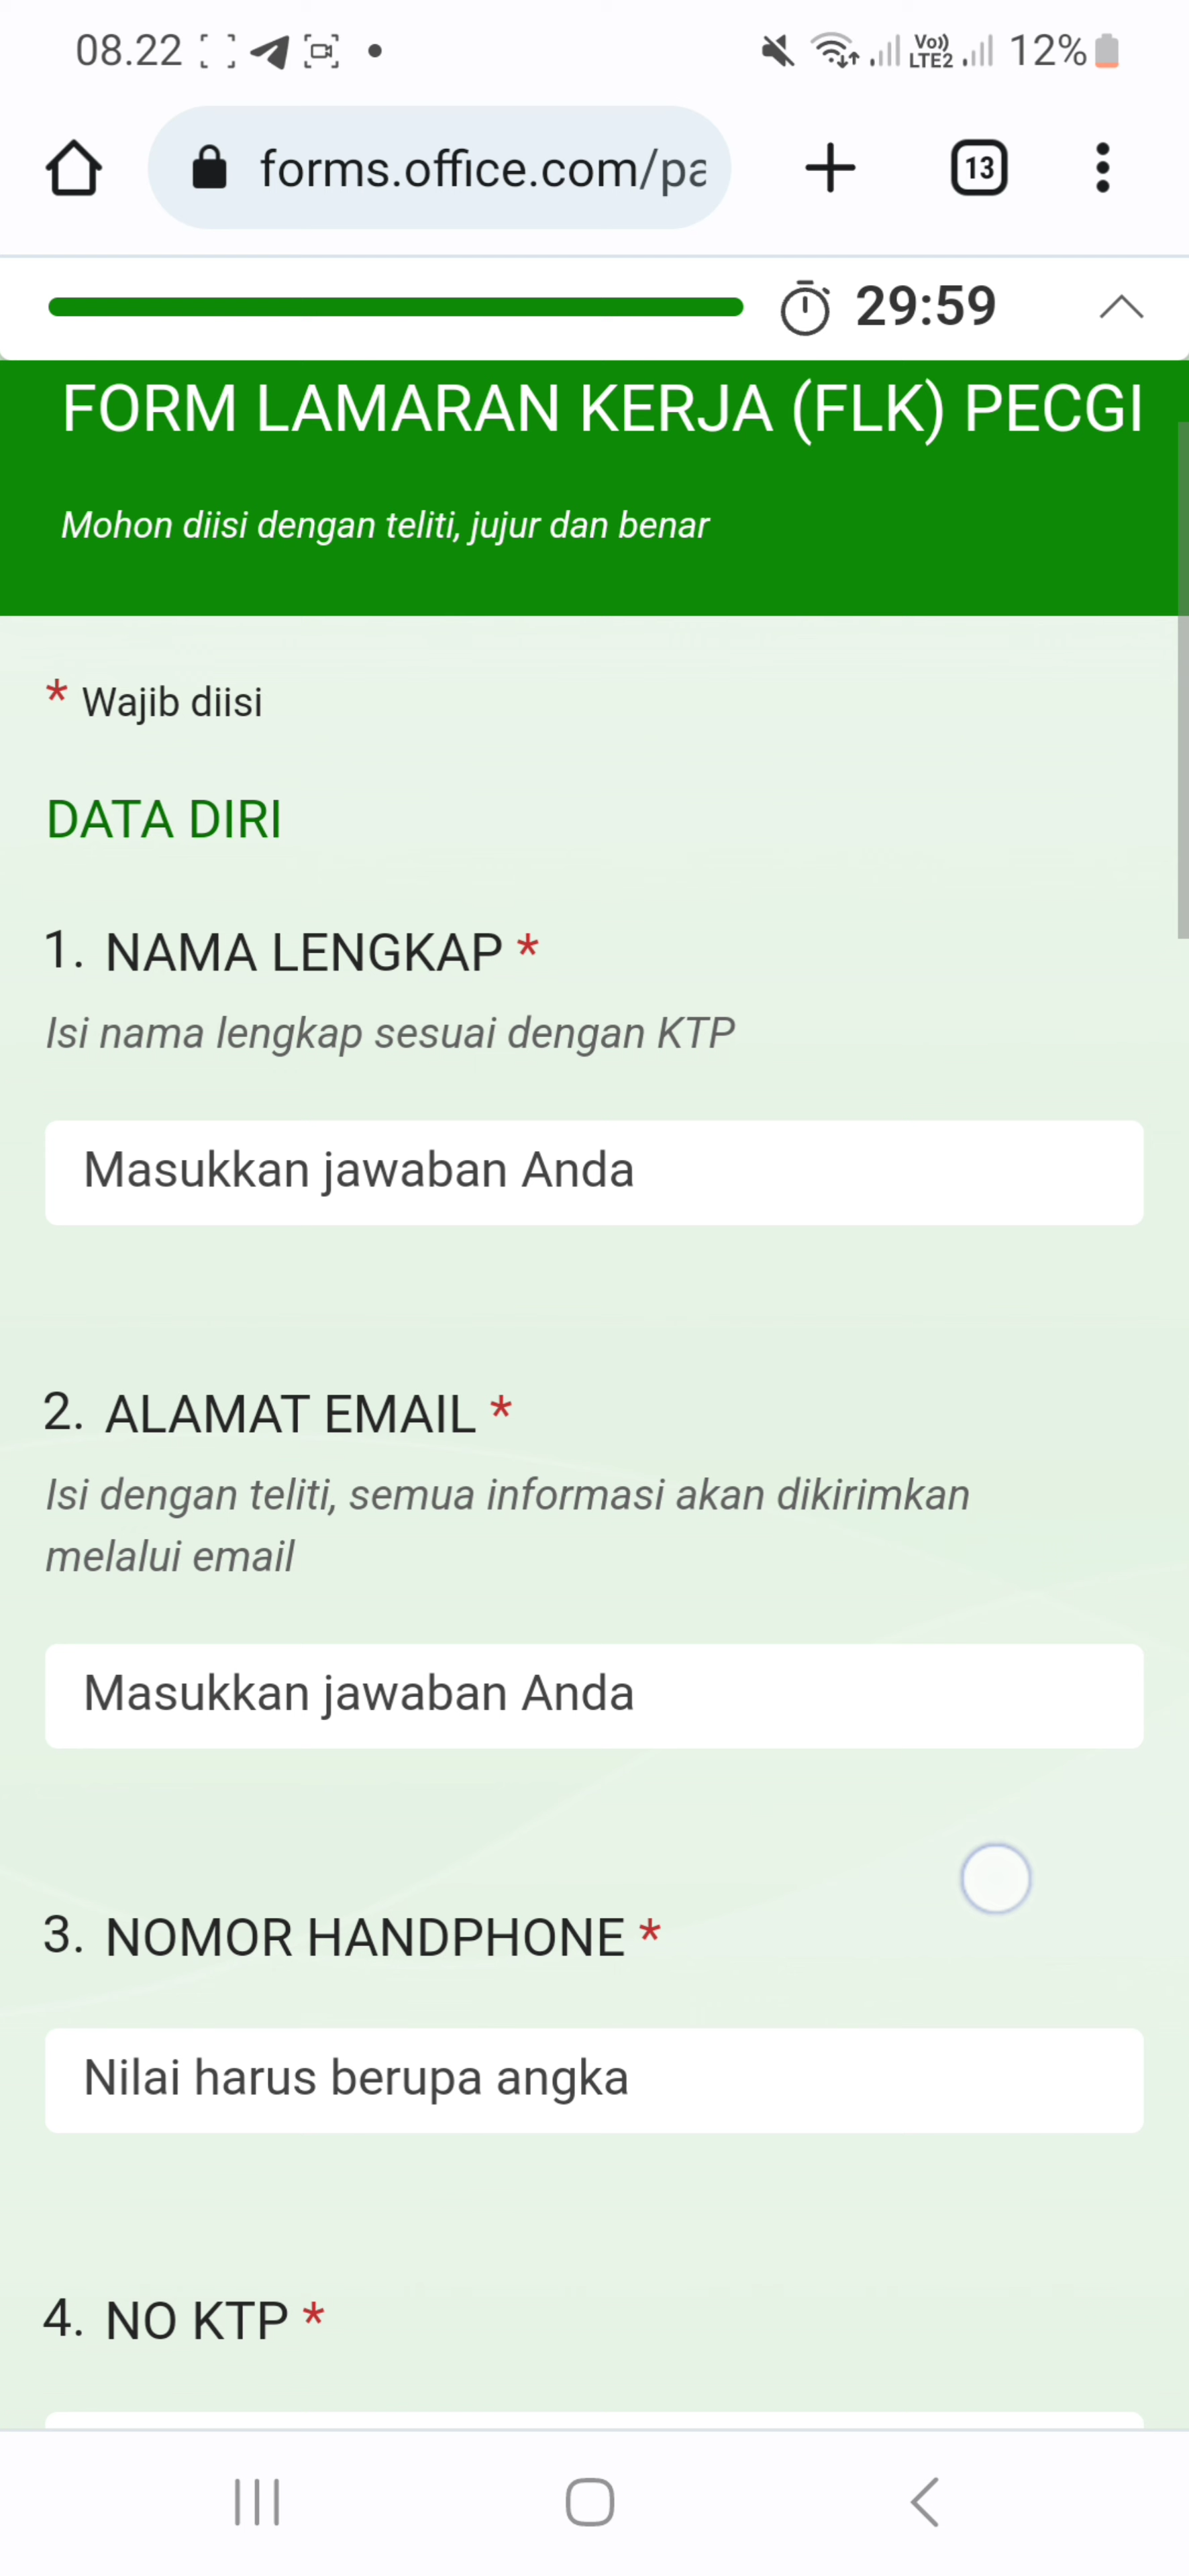 08.22
Vo)) LTE2 12%
forms.office.com/pa
13
29:59
FORM LAMARAN KERJA (FLK) PECGI
Mohon diisi dengan teliti, jujur dan benar
* Wajib diisi
DATA DIRI
1. NAMA LENGKAP *
Isi nama lengkap sesuai dengan KTP
Masukkan jawaban Anda
2. ALAMAT EMAIL *
Isi dengan teliti, semua informasi akan dikirimkan
melalui email
Masukkan jawaban Anda
3. NOMOR HANDPHONE *
Nilai harus berupa angka
4. NO KTP *